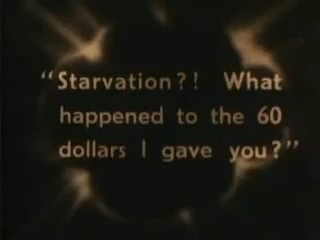 "Starvation?! What
happened to the 60
dollars I gave you?"